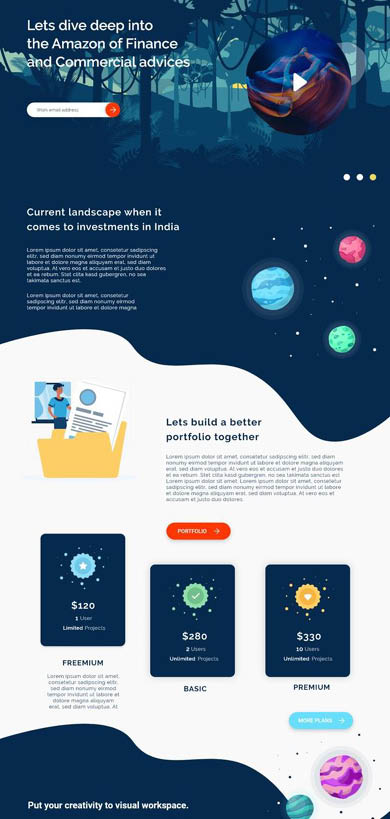 Lets dive deep into
the Amazon of Finance
and Commercial advices
Work email address
Current landscape when it
comes to investments in India
Lorem ipsum dolor sit amet, consetetur sadipscing
elitr, sed diam nonumy eirmod tempor invidunt ut
labore et dolore magna aliquyam erat, sed diam
voluptua. At vero eos et accusam et justo duo dolores
et ea rebum. Stet clita kasd gubergren, no sea
takimata sanctus est.
Lorem ipsum dolor sit amet, consetetur
sadipscing elitr, sed diam nonumy eirmod
tempor invidunt ut labore et dolore magna
Lets build a better
portfolio together
Lorem ipsum dolor sit amet, consetetur sadipscing elitr, sed diam
nonumy eirmod tempor invidunt ut labore et dolore magna
aliquyam erat, sed diam voluptua. At vero eos et accusam et justo
duo dolores et ea rebum. Stet clita kasd gubergren, no sea
takimata sanctus est Lorem ipsum dolor sit amet. Lorem ipsum
dolor sit amet, consetetur sadipscing elitr, sed diam nonumy
eirmod tempor invidunt ut labore et dolore magna aliquyam erat,
sed diam voluptua. At vero eos et accusam et justo duo dolores
PORTFOLIO
$120
1 User
Limited Projects
FREEMIUM
Lorem ipsum dolor sit amet,
consetetur sadipscing elitr,
sed diam nonumy eirmod
tempor invidunt ut labore et
dolore magna aliquyam
erat, sed diam voluptua. At
$280
2 Users
Unlimited Projects
BASIC
$330
10 Users
Unlimited Projects
PREMIUM
MORE PLANS
Put your creativity to visual workspace.